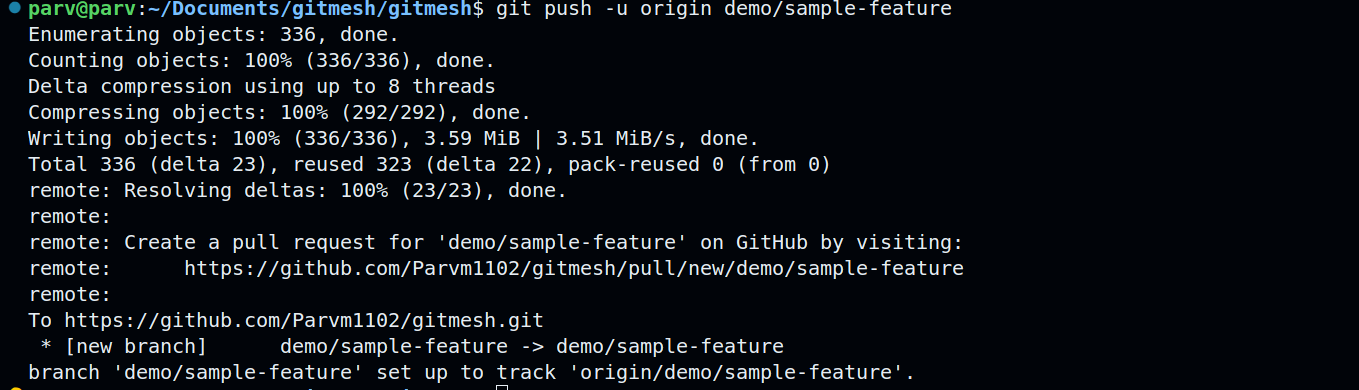 parv@parv:~/Documents/gitmesh/gitmesh$ git push -u origin demo/sample-feature
Enumerating objects: 336, done.
Counting objects: 100% (336/336), done.
Delta compression using up to 8 threads
Compressing objects: 100% (292/292), done.
Writing objects: 100% (336/336), 3.59 MiB | 3.51 MiB/s, done.
Total 336 (delta 23), reused 323 (delta 22), pack-reused 0 (from 0)
remote: Resolving deltas: 100% (23/23), done.
remote:
remote: Create a pull request for 'demo/sample-feature' on GitHub by visiting:
remote:      https://github.com/Parvm1102/gitmesh/pull/new/demo/sample-feature
remote:
To https://github.com/Parvm1102/gitmesh.git
 * [new branch]      demo/sample-feature -> demo/sample-feature
branch 'demo/sample-feature' set up to track 'origin/demo/sample-feature'.